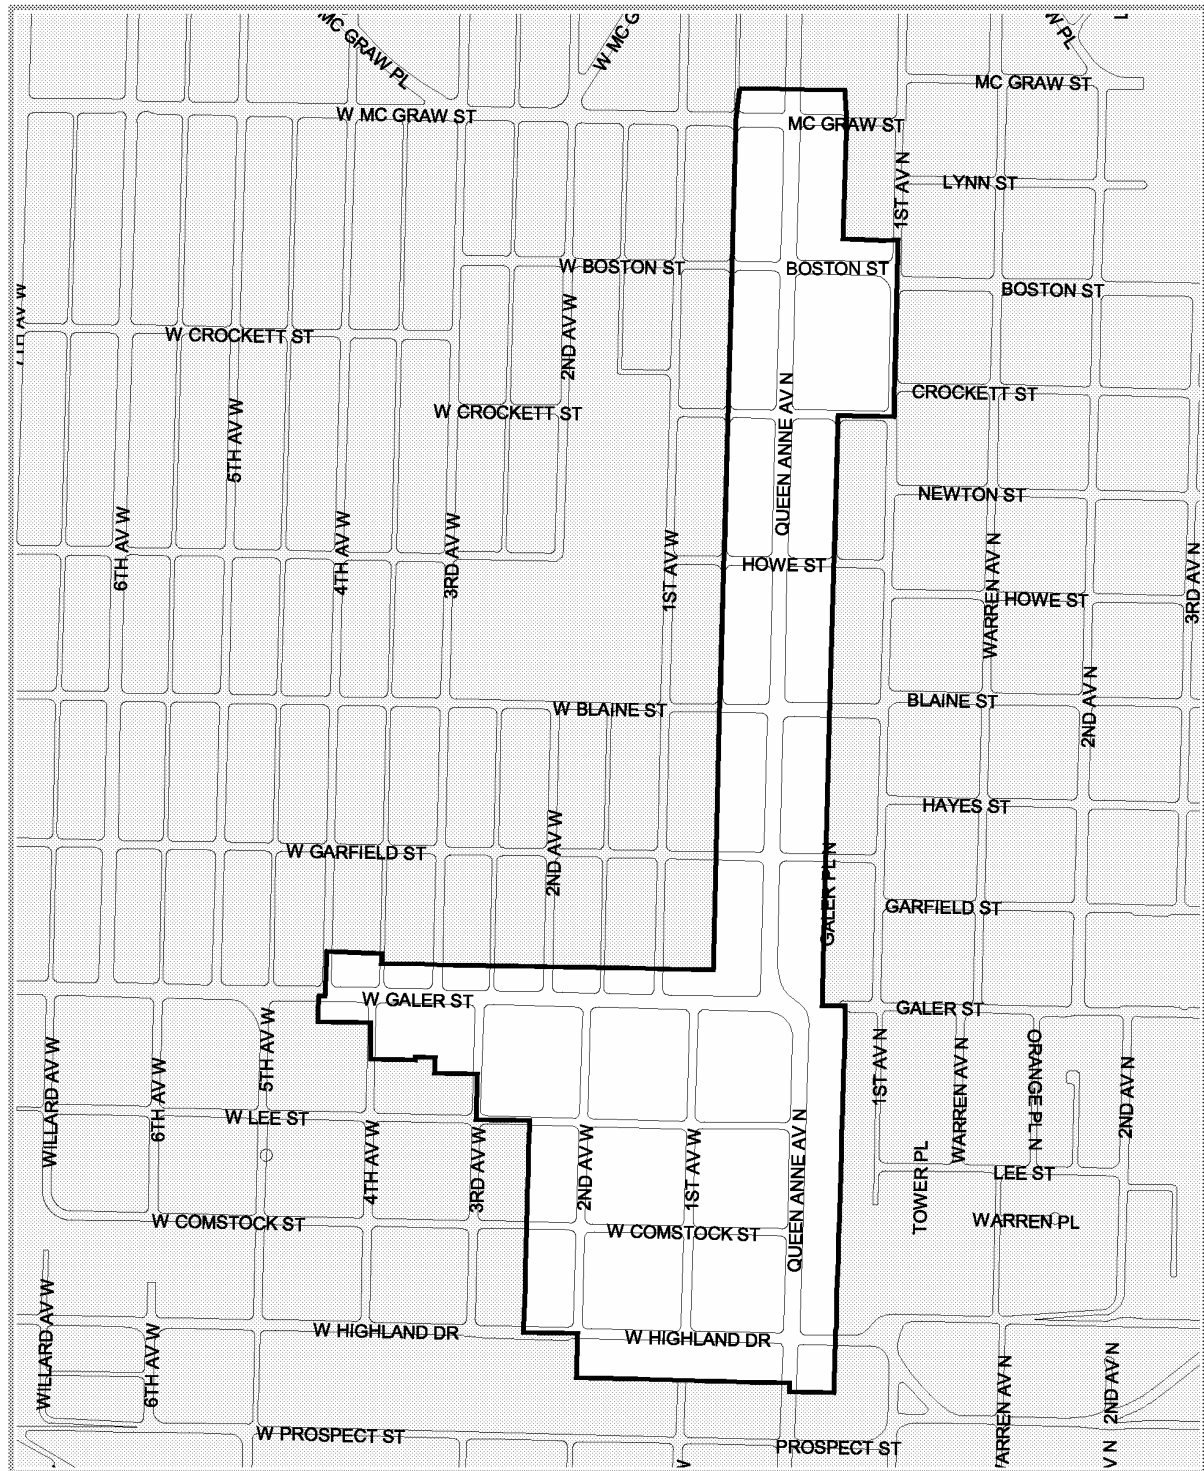 MC GRAW PL
W MC G
W PL
MC GRAW ST
W MC GRAW ST
MC GRAW ST
1ST AV N
LYNN ST
W BOSTON ST
BOSTON ST
BOSTON ST
W CROCKETT ST
2ND AV W
CROCKETT ST
W CROCKETT ST
5TH AV W
QUEEN ANNE AV N
NEWTON ST
6TH AV W
4TH AV W
3RD AV W
1ST AV W
HOWE ST
WARREN AV N
HOWE ST
3RD AV N
BLAINE ST
W BLAINE ST
2ND AV N
HAYES ST
2ND AV W
W GARFIELD ST
GALER PL N
GARFIELD ST
W GALER ST
GALER ST
WILLARD AV W
6TH AV W
5TH AV W
1ST AV N
WARREN AV N
ORANGE PL N
2ND AV N
W LEE ST
4TH AV W
3RD AV W
2ND AV W
1ST AV W
QUEEN ANNE AV N
TOWER PL
LEE ST
W COMSTOCK ST
W COMSTOCK ST
WARREN PL
WILLARD AV W
6TH AV W
W HIGHLAND DR
W HIGHLAND DR
ARREN AV N
2ND AV N
W PROSPECT ST
PROSPECT ST
W
V N